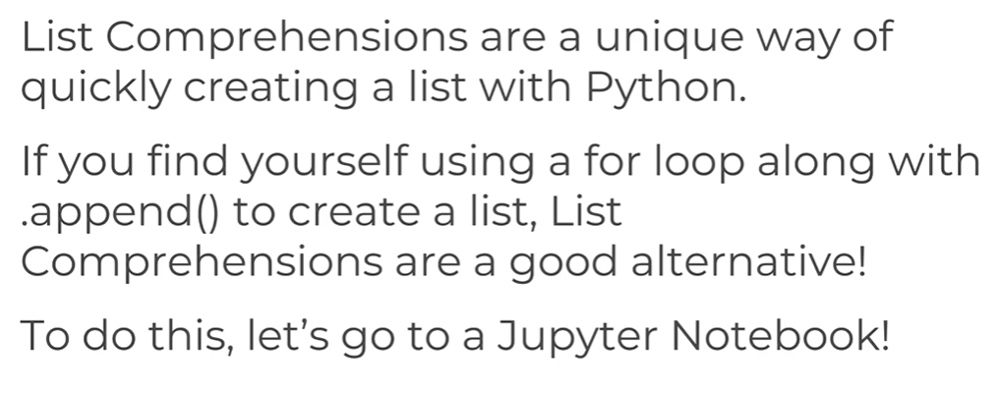 List Comprehensions are a unique way of
quickly creating a list with Python.
If you find yourself using a for loop along with
.append() to create a list, List
Comprehensions are a good alternative!
To do this, let’s go to a Jupyter Notebook!